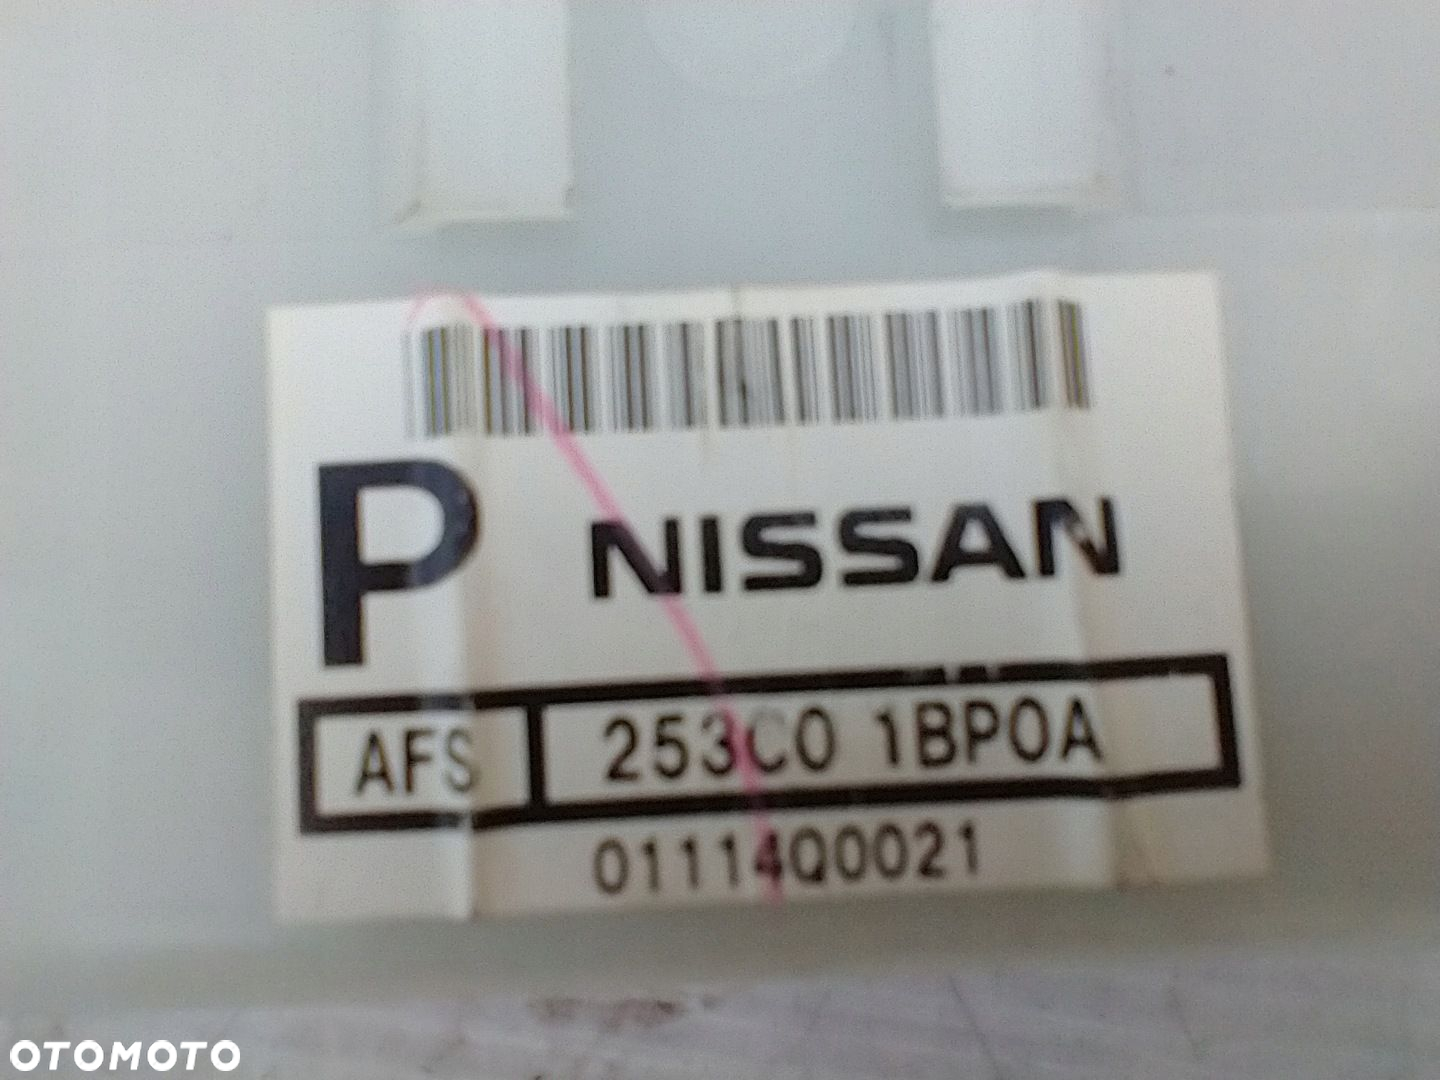 P NISSAN
AFS 253C0 1BP0A
01114Q0021
OTOMOTO